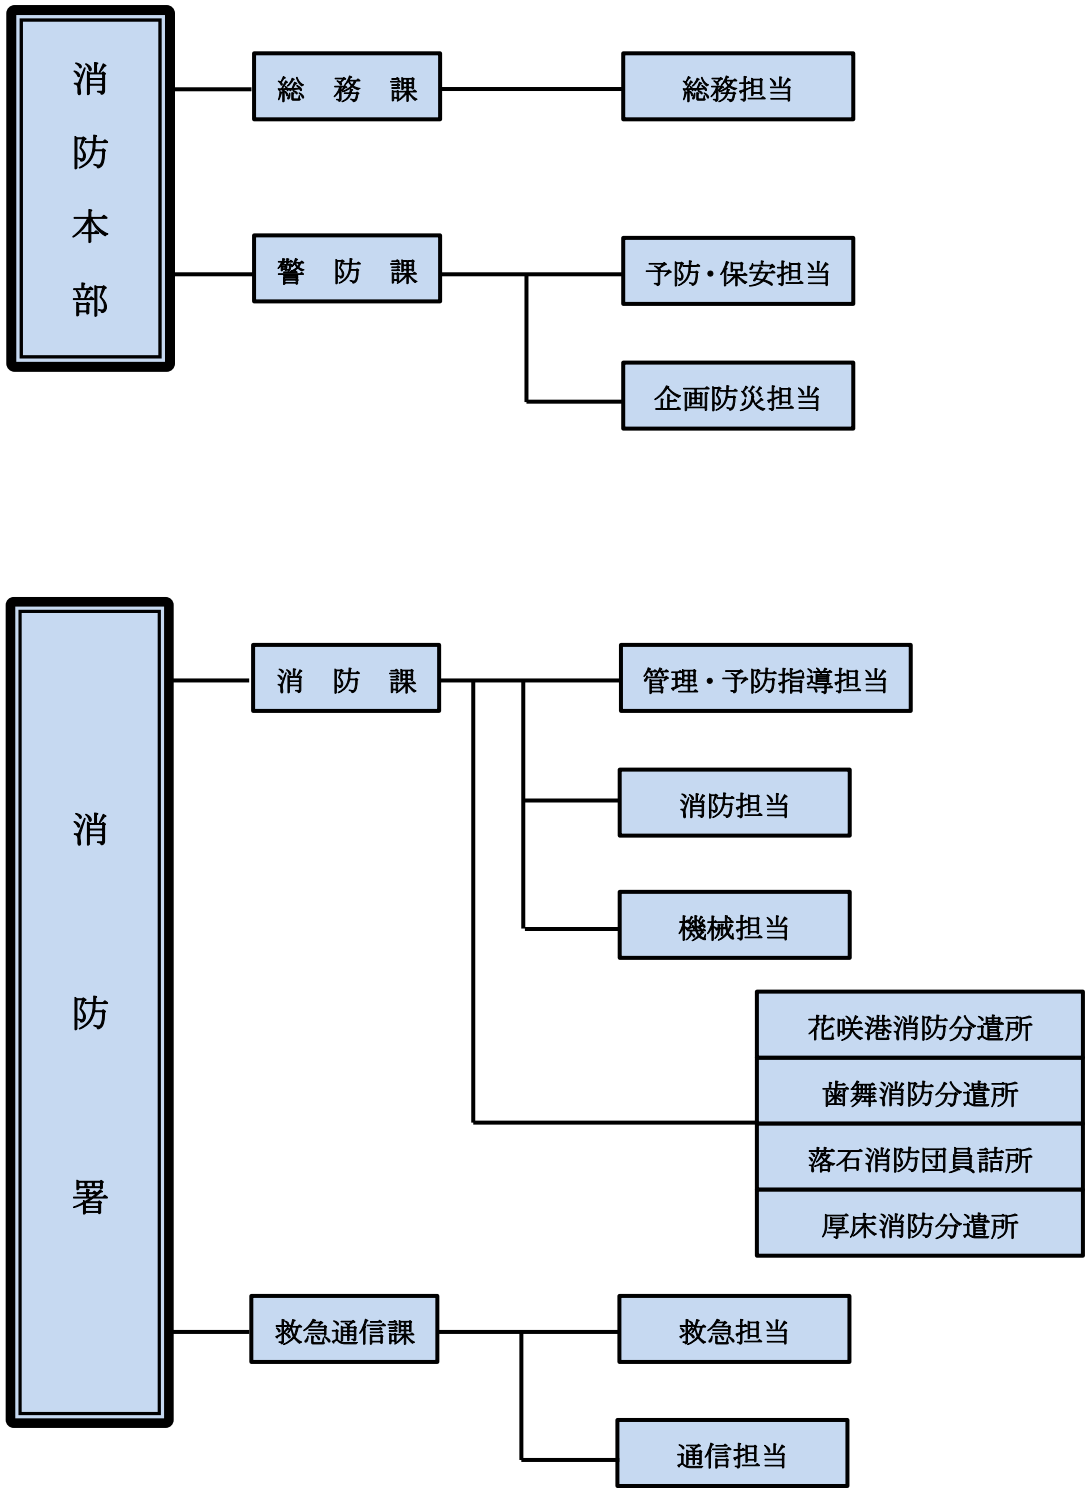 消防本部
総　務　課
総務担当
警　防　課
予防・保安担当
企画防災担当
消防署
消　防　課
管理・予防指導担当
消防担当
機械担当
花咲港消防分遣所
歯舞消防分遣所
落石消防団員詰所
厚床消防分遣所
救急通信課
救急担当
通信担当